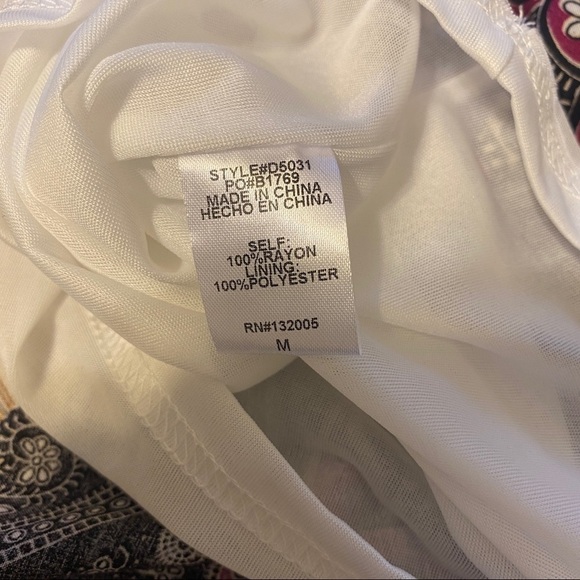 STYLE#D5031
PO#B1769
MADE IN CHINA
HECHO EN CHINA
SELF:
100%RAYON
LINING:
100%POLYESTER
RN#132005
M